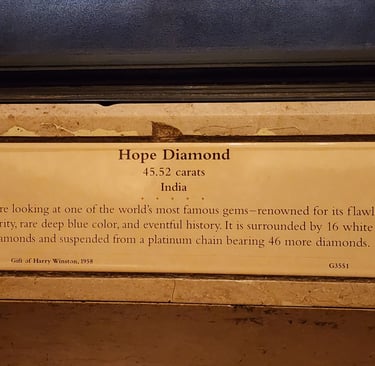 Hope Diamond
45.52 carats
India
re looking at one of the world's most famous gems—renowned for its flawl
rity, rare deep blue color, and eventful history. It is surrounded by 16 white
amonds and suspended from a platinum chain bearing 46 more diamonds.
Gift of Harry Winston, 1958
G3551